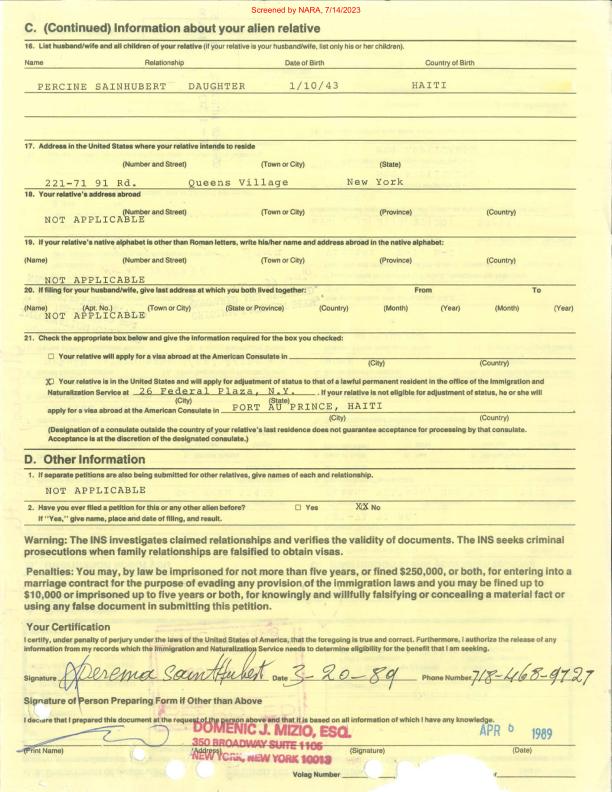 Screened by NARA, 7/14/2023
C. (Continued) Information about your alien relative
16. List husband/wife and all children of your relative (if your relative is your husband/wife, list only his or her children).
Name Relationship Date of Birth Country of Birth
PERCINE SAINHUBERT DAUGHTER 1/10/43 HAITI
17. Address in the United States where your relative intends to reside
(Number and Street) (Town or City) (State)
221-71 91 Rd. Queens Village New York
18. Your relative's address abroad
(Number and Street) (Town or City) (Province) (Country)
NOT APPLICABLE
19. If your relative's native alphabet is other than Roman letters, write his/her name and address abroad in the native alphabet:
(Name) (Number and Street) (Town or City) (Province) (Country)
NOT APPLICABLE
20. If filing for your husband/wife, give last address at which you both lived together: From To
(Name) (Apt. No.) (Town or City) (State or Province) (Country) (Month) (Year) (Month) (Year)
NOT APPLICABLE
21. Check the appropriate box below and give the information required for the box you checked:
☐ Your relative will apply for a visa abroad at the American Consulate in
(City) (Country)
X☐ Your relative is in the United States and will apply for adjustment of status to that of a lawful permanent resident in the office of the Immigration and
Naturalization Service at 26 Federal Plaza, N.Y. . If your relative is not eligible for adjustment of status, he or she will
(City) (State)
apply for a visa abroad at the American Consulate in PORT AU PRINCE, HAITI .
(City) (Country)
(Designation of a consulate outside the country of your relative's last residence does not guarantee acceptance for processing by that consulate.
Acceptance is at the discretion of the designated consulate.)
D. Other Information
1. If separate petitions are also being submitted for other relatives, give names of each and relationship.
NOT APPLICABLE
2. Have you ever filed a petition for this or any other alien before? ☐ Yes XX No
If "Yes," give name, place and date of filing, and result.
Warning: The INS investigates claimed relationships and verifies the validity of documents. The INS seeks criminal
prosecutions when family relationships are falsified to obtain visas.
Penalties: You may, by law be imprisoned for not more than five years, or fined $250,000, or both, for entering into a
marriage contract for the purpose of evading any provision of the immigration laws and you may be fined up to
$10,000 or imprisoned up to five years or both, for knowingly and willfully falsifying or concealing a material fact or
using any false document in submitting this petition.
Your Certification
I certify, under penalty of perjury under the laws of the United States of America, that the foregoing is true and correct. Furthermore, I authorize the release of any
information from my records which the Immigration and Naturalization Service needs to determine eligibility for the benefit that I am seeking.
Signature Saint Hubert Date 3-20-89 Phone Number 718-468-9727
Signature of Person Preparing Form if Other than Above
I declare that I prepared this document at the request of the person above and that it is based on all information of which I have any knowledge.
DOMENIC J. MIZIO, ESQ. APR 6 1989
350 BROADWAY SUITE 1105
(Print Name) (Address) (Signature) (Date)
NEW YORK, NEW YORK 10013
Volag Number